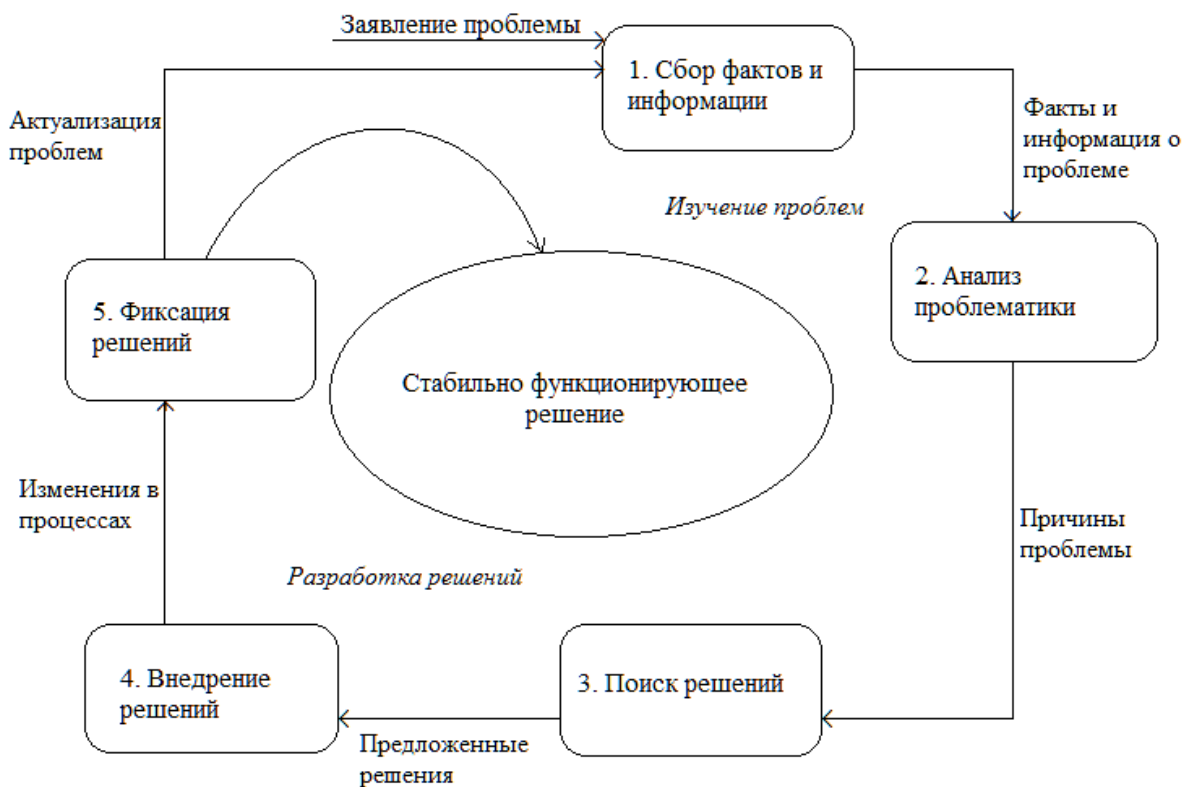 Заявление проблемы
1. Сбор фактов и
информации
Актуализация
проблем
Факты и
информация о
проблеме
Изучение проблем
2. Анализ
проблематики
5. Фиксация
решений
Стабильно функционирующее
решение
Изменения в
процессах
Причины
проблемы
Разработка решений
4. Внедрение
решений
3. Поиск решений
Предложенные
решения